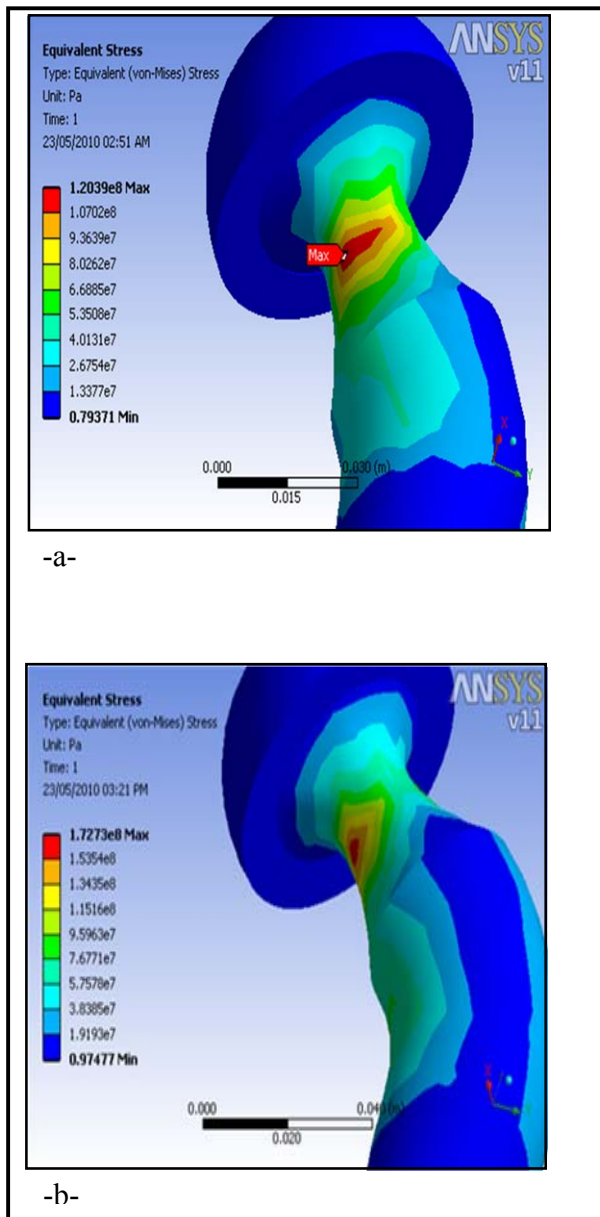 Equivalent Stress
Type: Equivalent (von-Mises) Stress
Unit: Pa
Time: 1
23/05/2010 02:51 AM
ANSYS
v11
1.2039e8 Max
1.0702e8
9.3639e7
8.0262e7
6.6885e7
5.3508e7
4.0131e7
2.6754e7
1.3377e7
0.79371 Min
Max
X
Y
0.000
0.030 (m)
0.015
-a-
Equivalent Stress
Type: Equivalent (von-Mises) Stress
Unit: Pa
Time: 1
23/05/2010 03:21 PM
ANSYS
v11
1.7273e8 Max
1.5354e8
1.3435e8
1.1516e8
9.5963e7
7.6771e7
5.7578e7
3.8385e7
1.9193e7
0.97477 Min
X
0.000
0.040 (m)
0.020
-b-